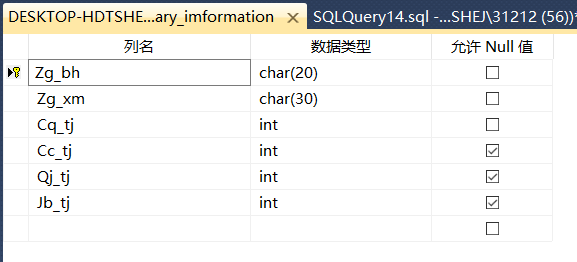 DESKTOP-HDTSHE...ary_imformation × SQLQuery14.sql -...SHEJ\31212 (56))*
列名 数据类型 允许 Null 值
Zg_bh char(20)
Zg_xm char(30)
Cq_tj int
Cc_tj int
Qj_tj int
Jb_tj int